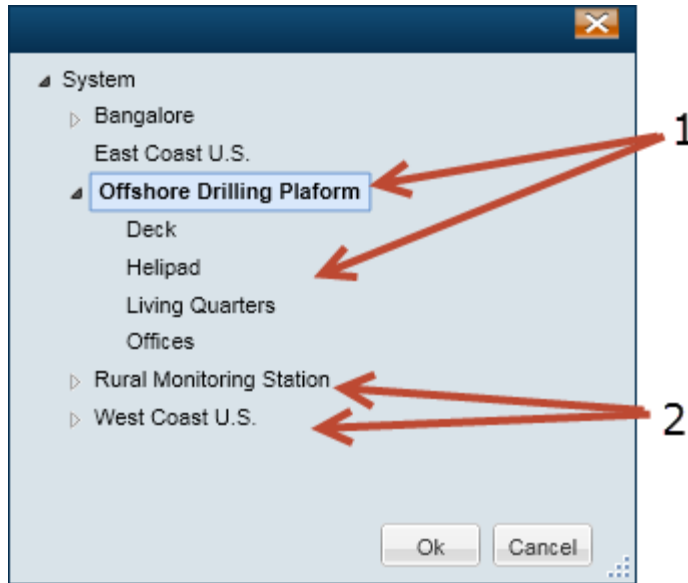 System
Bangalore
East Coast U.S.
1
Offshore Drilling Plaform
Deck
Helipad
Living Quarters
Offices
Rural Monitoring Station
West Coast U.S.
2
Ok Cancel